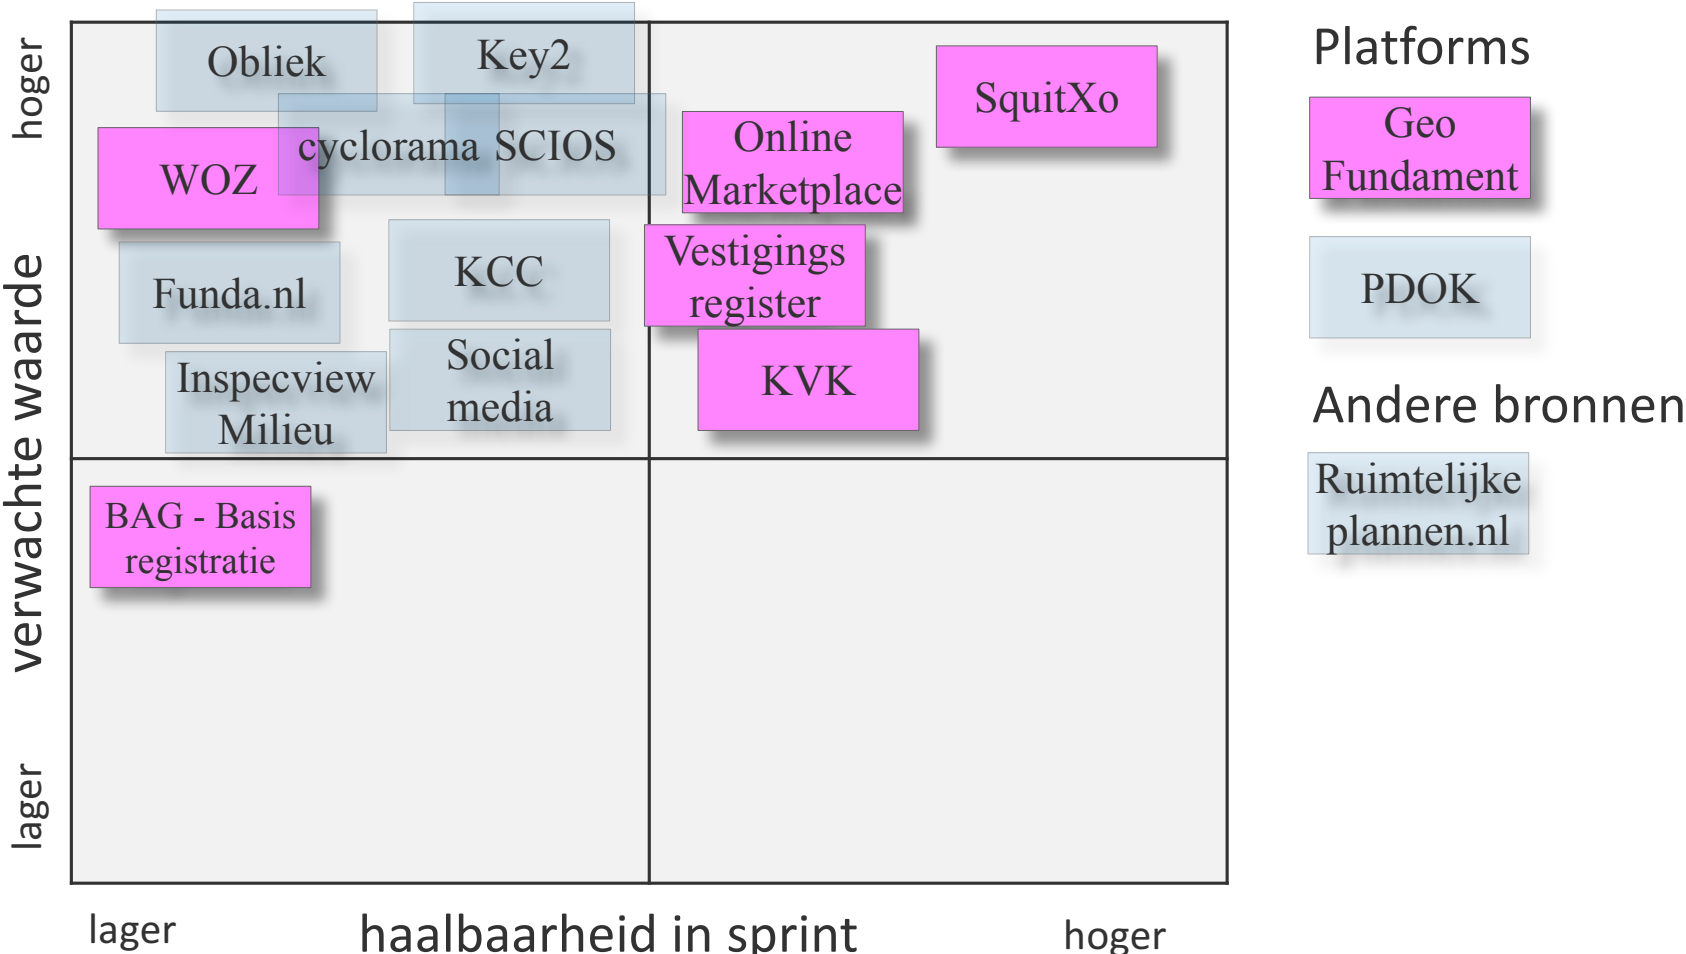 hoger
verwachte waarde
lager
Obliek
Key2
cyclorama
SCIOS
WOZ
Funda.nl
KCC
Inspecview
Milieu
Social
media
SquitXo
Online
Marketplace
Vestigings
register
KVK
BAG - Basis
registratie
lager
haalbaarheid in sprint
hoger
Platforms
Geo
Fundament
PDOK
Andere bronnen
Ruimtelijke
plannen.nl